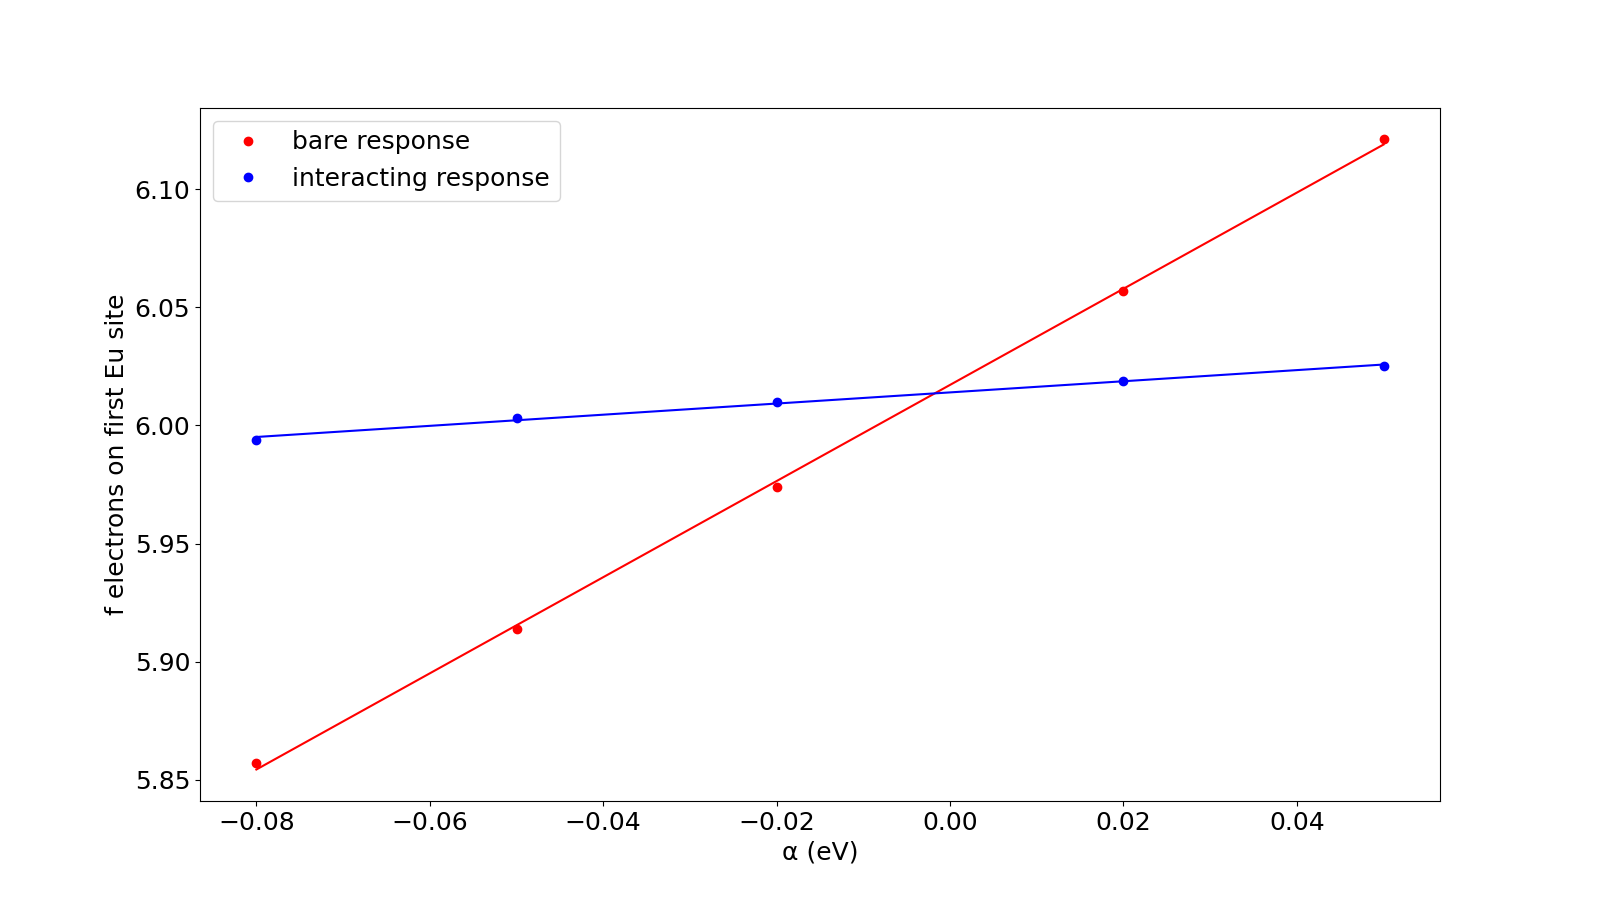 bare response
interacting response
f electrons on first Eu site
6.10
6.05
6.00
5.95
5.90
5.85
−0.08 −0.06 −0.04 −0.02 0.00 0.02 0.04
α (eV)